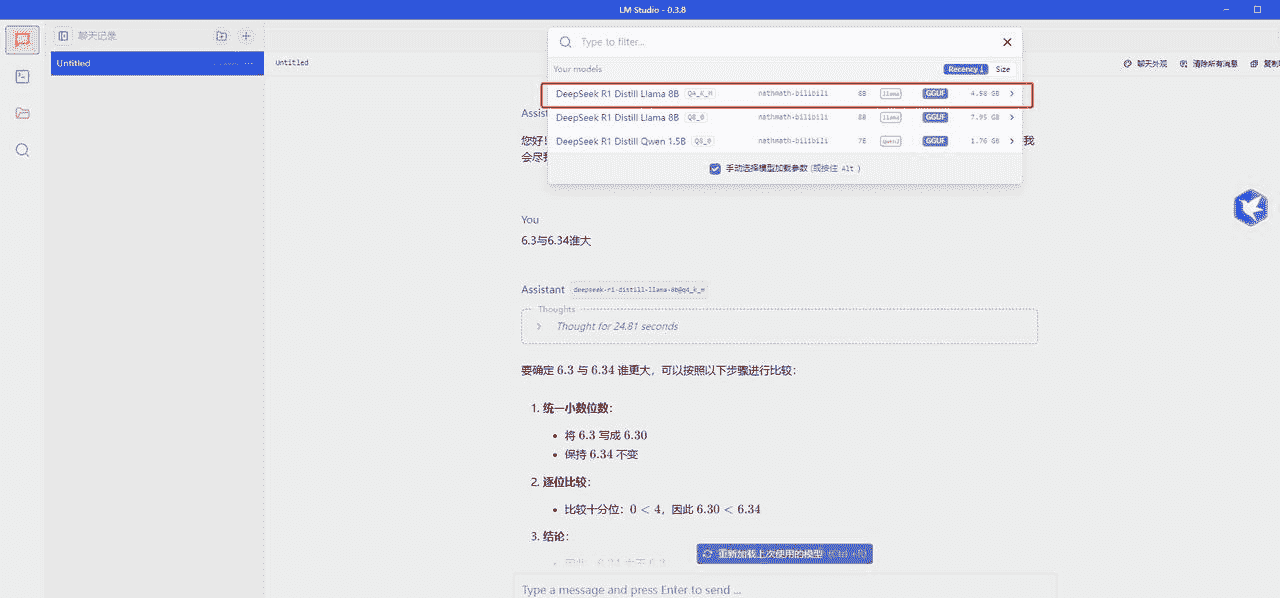 LM Studio - 0.3.8
聊天记录
Untitled
Untitled
聊天外观
清除所有消息
复制
Type to filter...
Your models
Recency
Size
DeepSeek R1 Distill Llama 8B Q4_K_M nathmath-bilibili 8B llama GGUF 4.58 GB
DeepSeek R1 Distill Llama 8B Q8_0 nathmath-bilibili 8B llama GGUF 7.95 GB
DeepSeek R1 Distill Qwen 1.5B Q8_0 nathmath-bilibili 7B qwen2 GGUF 1.76 GB
手动选择模型加载参数 (或按住 Alt )
Assist
您好! 我
会尽
You
6.3与6.34谁大
Assistant deepseek-r1-distill-llama-8b@q4_k_m
Thoughts
Thought for 24.81 seconds
要确定 6.3 与 6.34 谁更大，可以按照以下步骤进行比较：
1. 统一小数位数：
• 将 6.3 写成 6.30
• 保持 6.34 不变
2. 逐位比较：
• 比较十分位：0 < 4，因此 6.30 < 6.34
3. 结论：
重新加载上次使用的模型
Type a message and press Enter to send ...